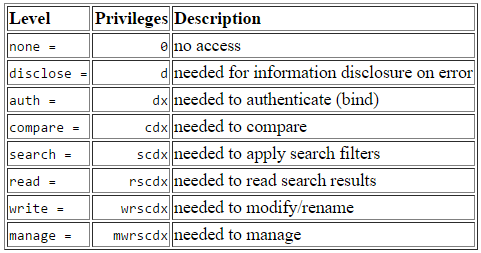 Level Privileges Description
none = 0 no access
disclose = d needed for information disclosure on error
auth = dx needed to authenticate (bind)
compare = cdx needed to compare
search = scdx needed to apply search filters
read = rscdx needed to read search results
write = wrscdx needed to modify/rename
manage = mwrscdx needed to manage